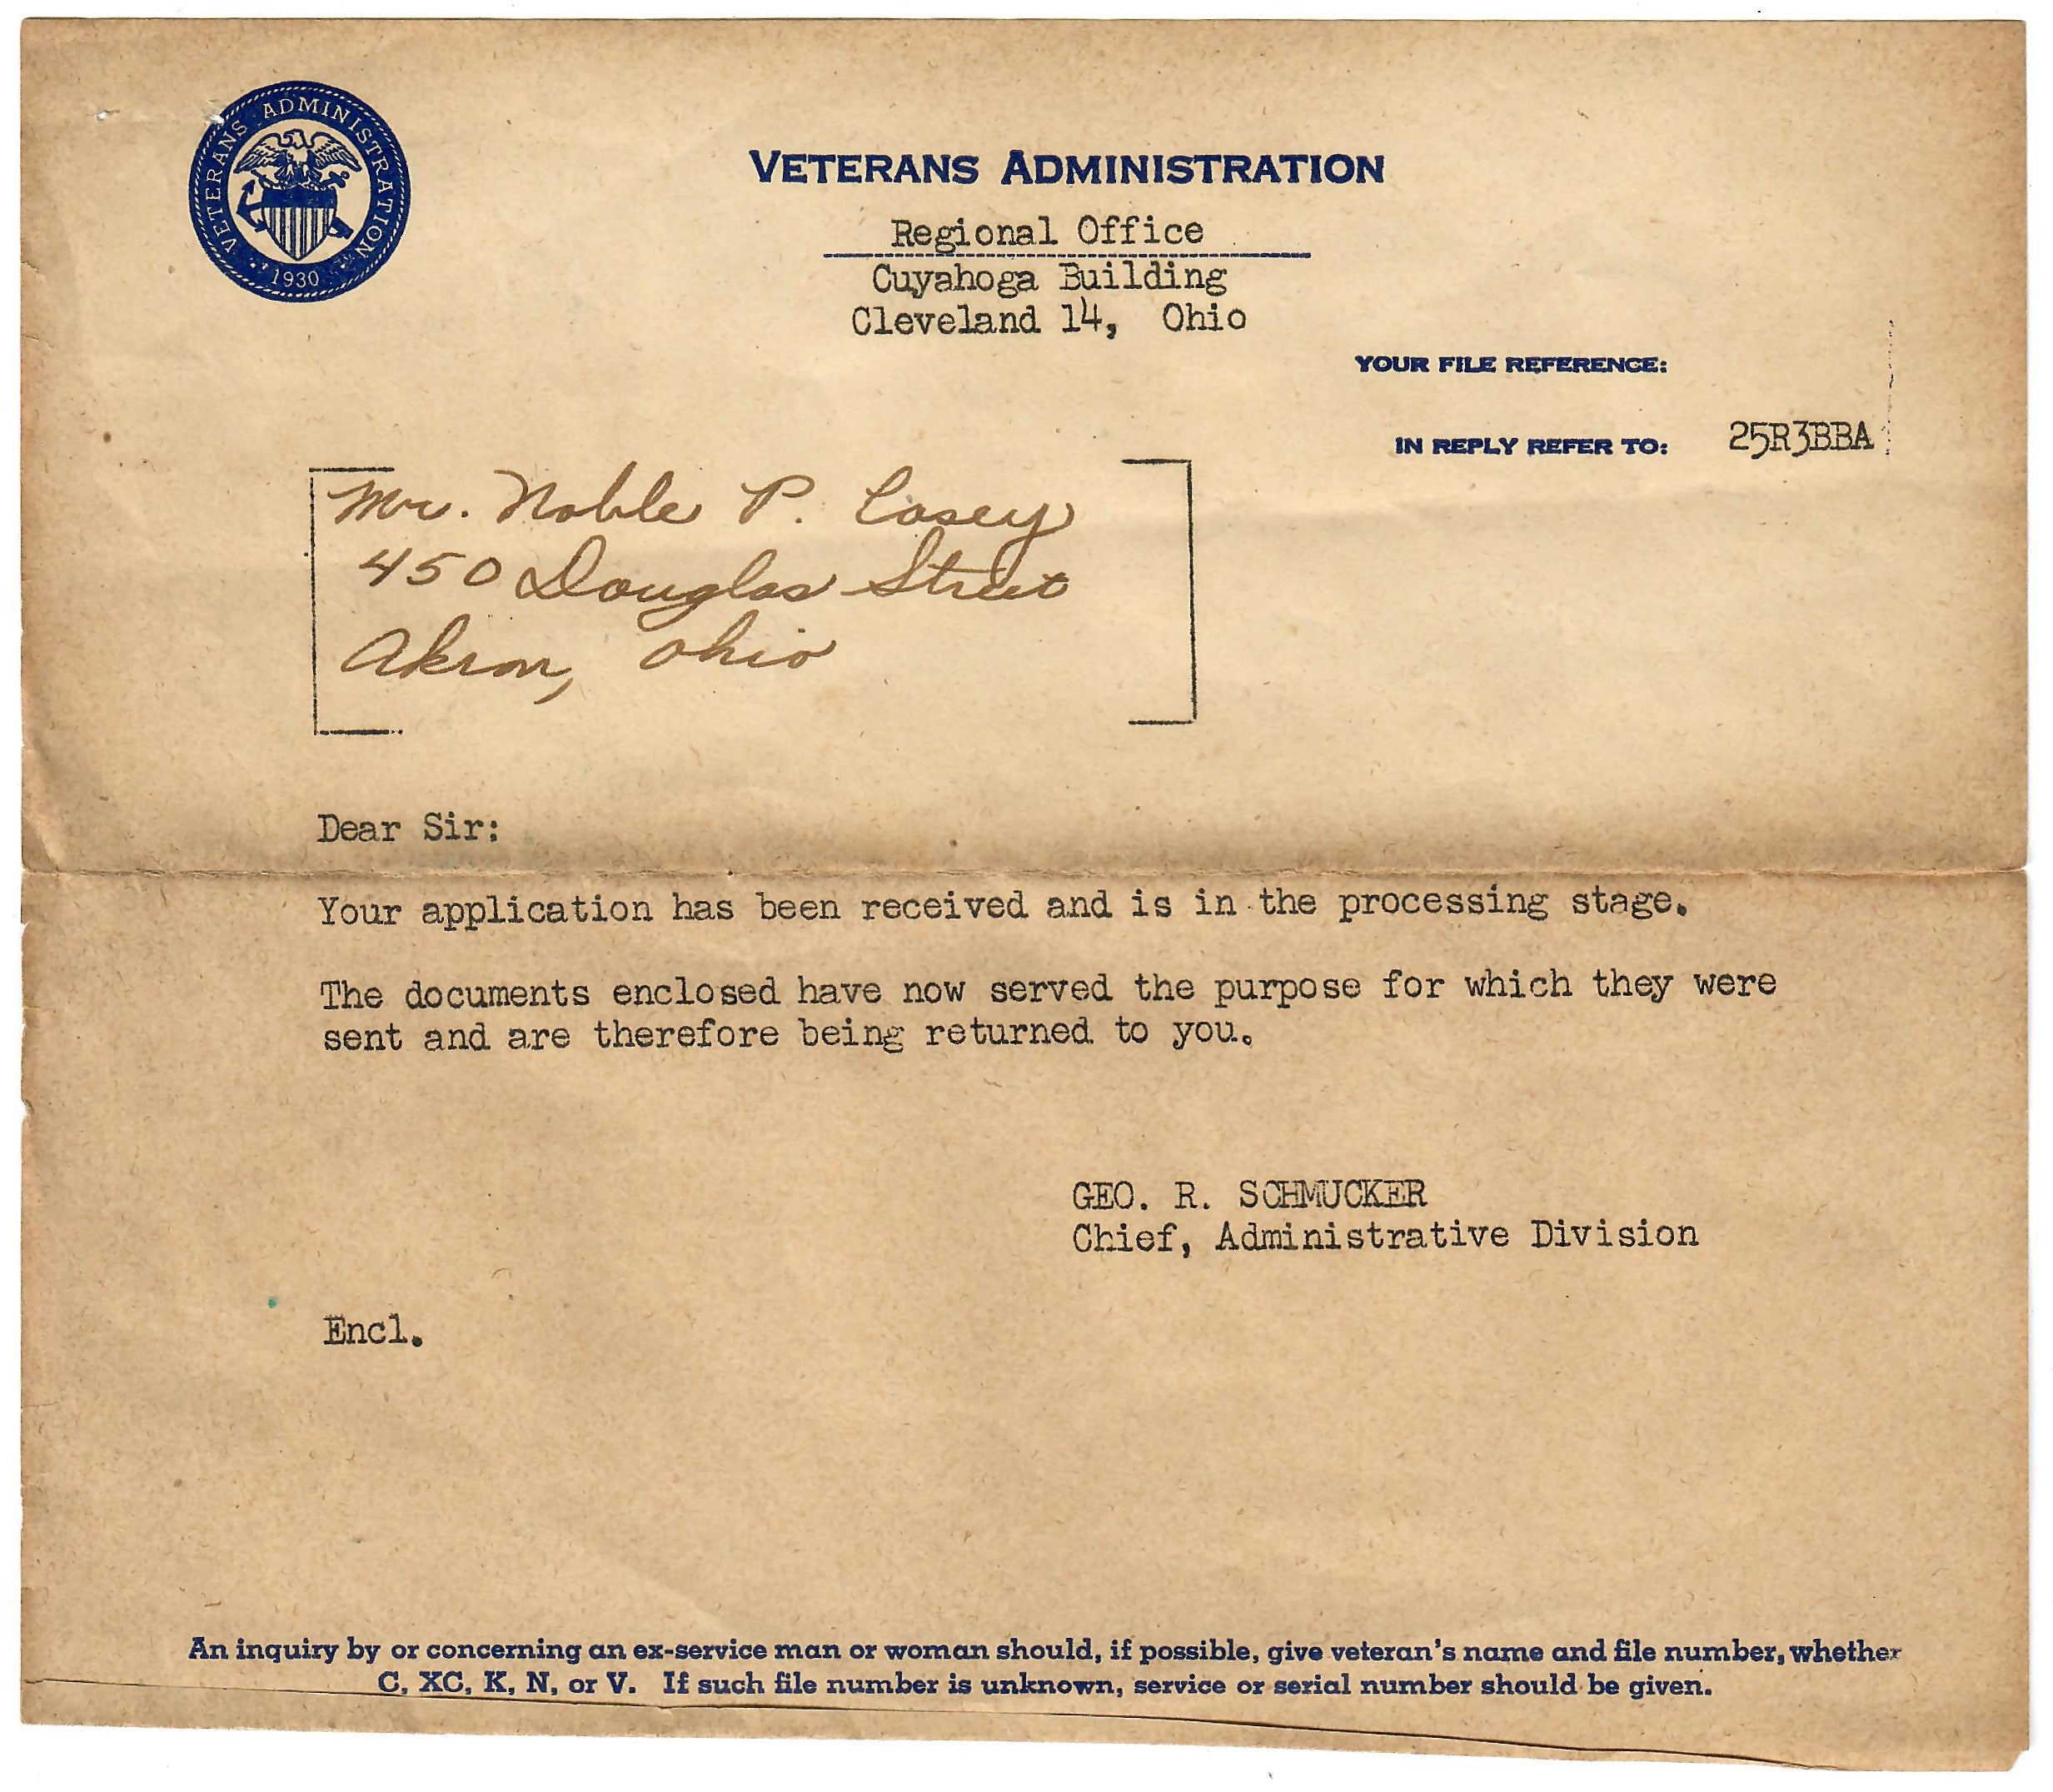 VETERANS ADMINISTRATION
1930
VETERANS ADMINISTRATION
Regional Office
Cuyahoga Building
Cleveland 14, Ohio
YOUR FILE REFERENCE:
IN REPLY REFER TO: 25R3BBA
Mr. Noble P. Casey
450 Douglas Street
Akron, Ohio
Dear Sir:
Your application has been received and is in the processing stage.
The documents enclosed have now served the purpose for which they were
sent and are therefore being returned to you.
GEO. R. SCHMUCKER
Chief, Administrative Division
Encl.
An inquiry by or concerning an ex-service man or woman should, if possible, give veteran's name and file number, whether
C, XC, K, N, or V. If such file number is unknown, service or serial number should be given.